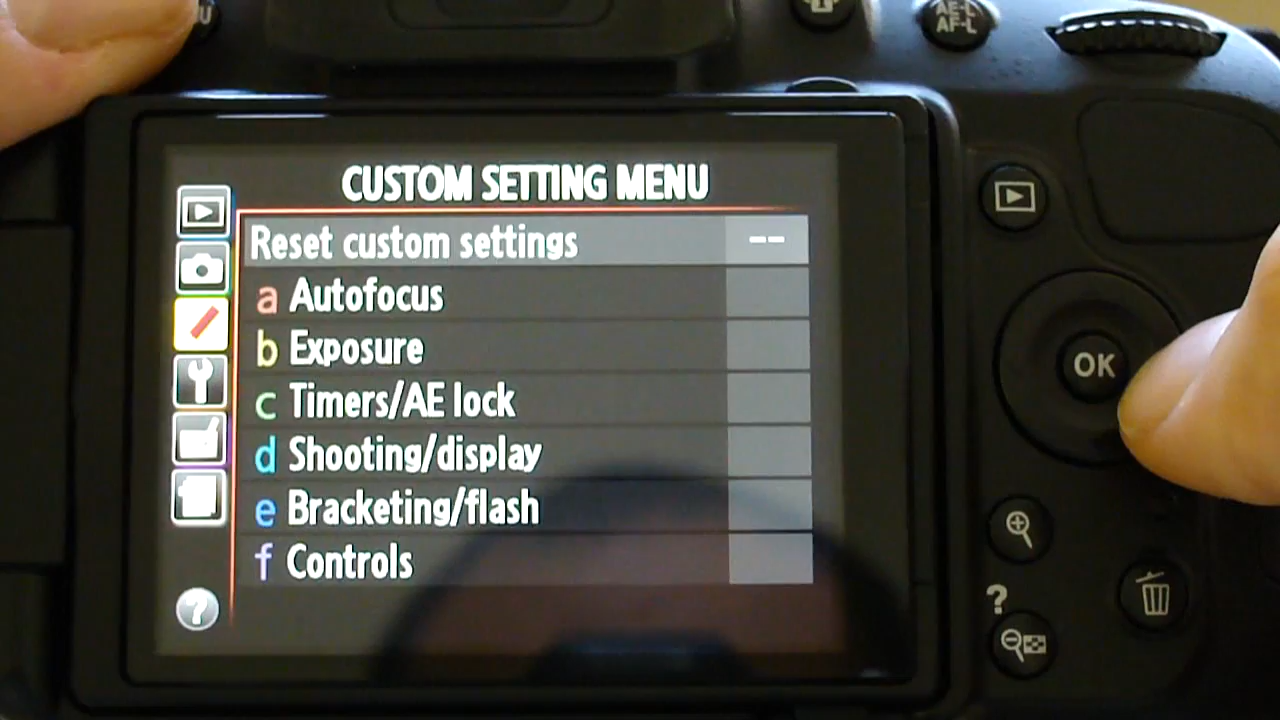 U
AE-L
AF-L
CUSTOM SETTING MENU
Reset custom settings --
a Autofocus
b Exposure
c Timers/AE lock
d Shooting/display
e Bracketing/flash
f Controls
?
OK
?